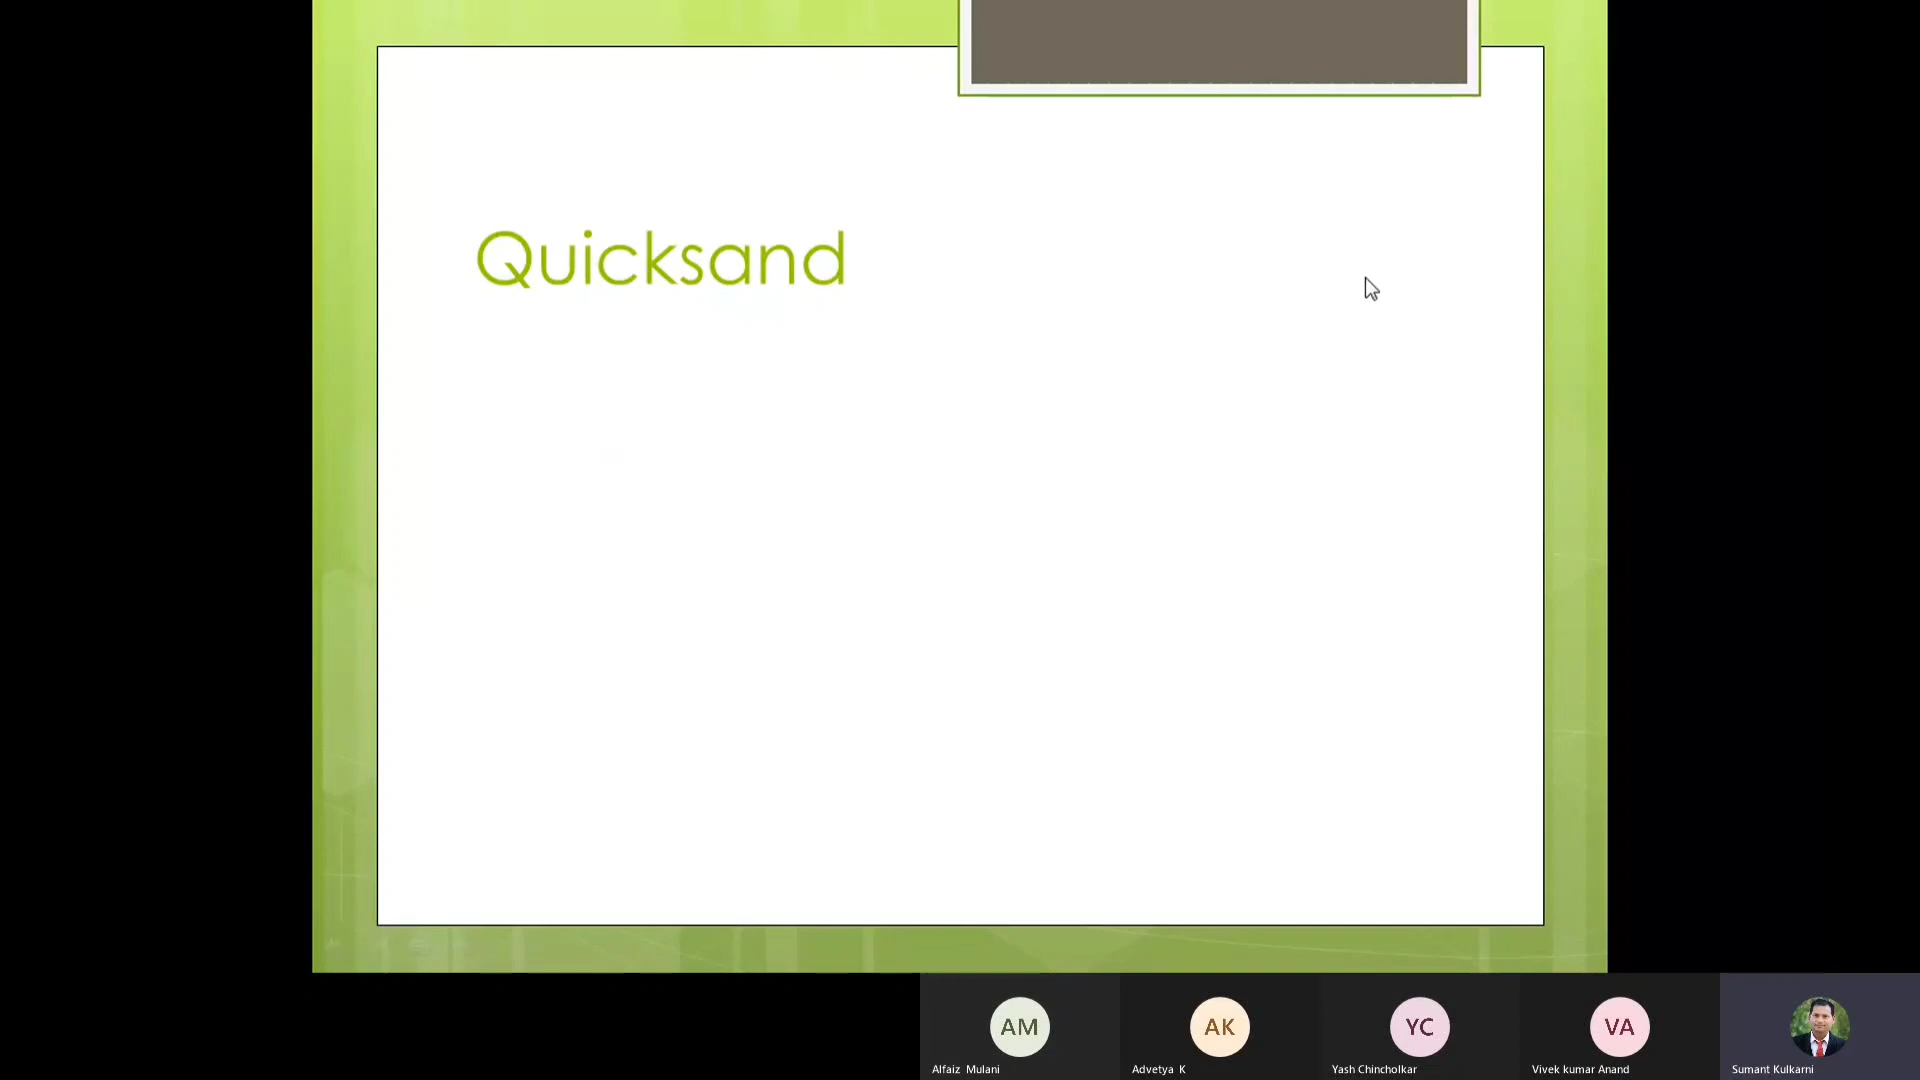 Quicksand
AM
AK
YC
VA
Alfaiz Mulani
Advetya K
Yash Chincholkar
Vivek kumar Anand
Sumant Kulkarni